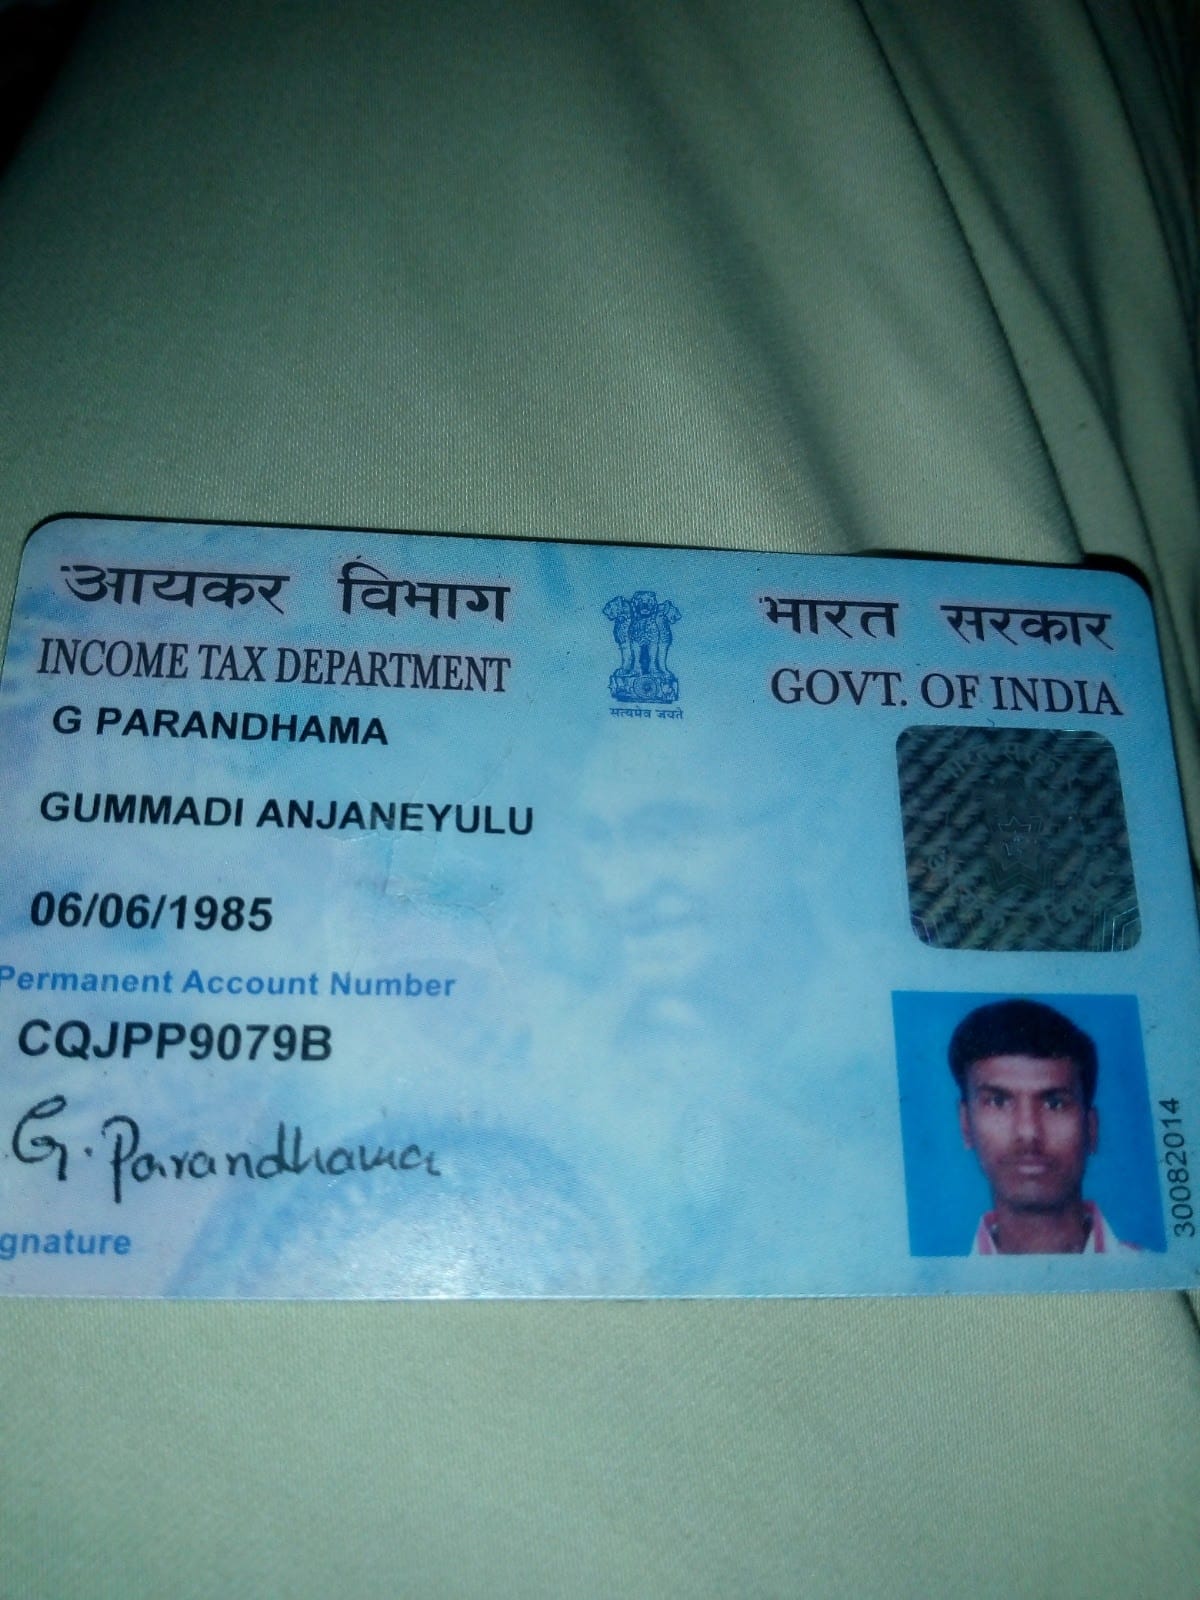 आयकर विभाग
INCOME TAX DEPARTMENT
भारत सरकार
GOVT. OF INDIA
सत्यमेव जयते
G PARANDHAMA
GUMMADI ANJANEYULU
06/06/1985
Permanent Account Number
CQJPP9079B
G. Parandhama
gnature
30082014